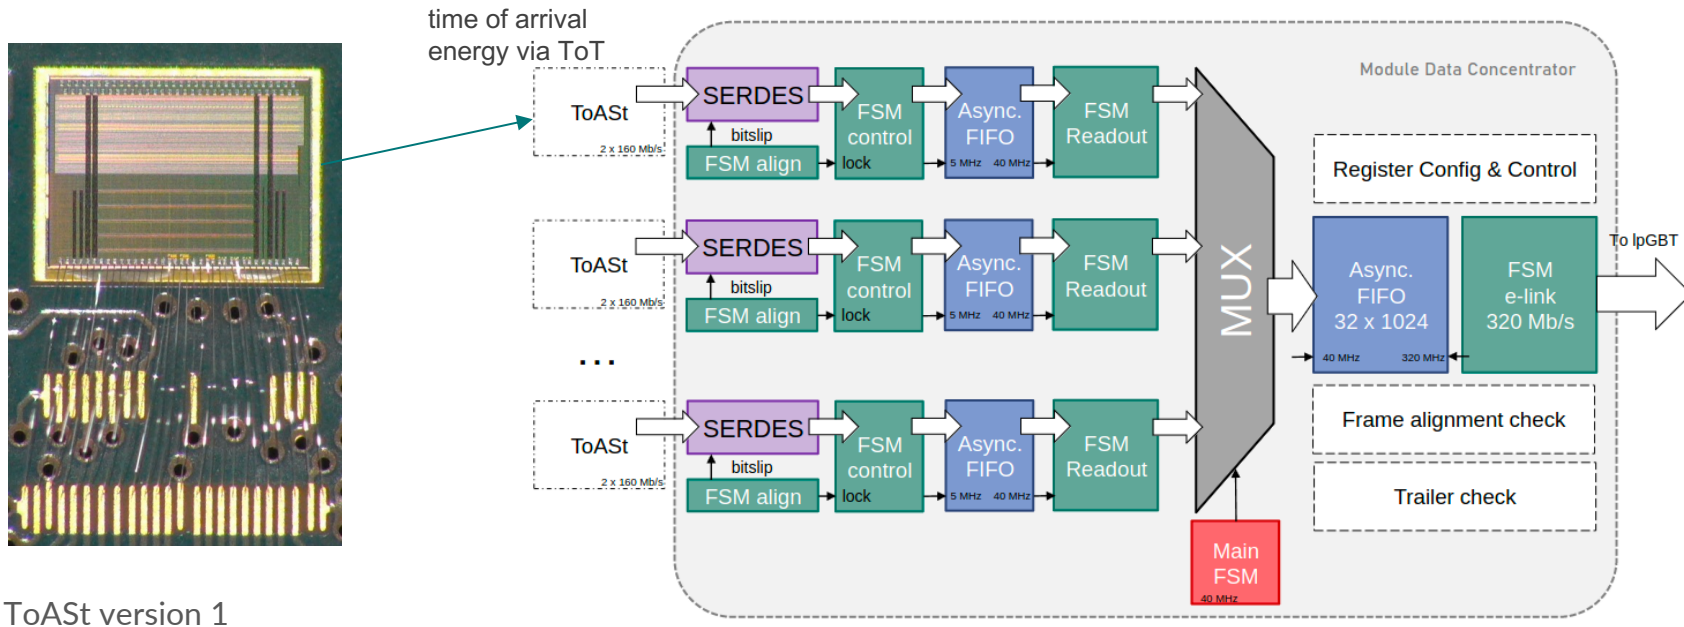 time of arrival
energy via ToT
Module Data Concentrator
ToASt
2 x 160 Mb/s
SERDES
bitslip
FSM align
lock
FSM
control
Async.
FIFO
5 MHz
40 MHz
FSM
Readout
ToASt
2 x 160 Mb/s
SERDES
bitslip
FSM align
lock
FSM
control
Async.
FIFO
5 MHz
40 MHz
FSM
Readout
...
ToASt
2 x 160 Mb/s
SERDES
bitslip
FSM align
lock
FSM
control
Async.
FIFO
5 MHz
40 MHz
FSM
Readout
MUX
Main
FSM
40 MHz
Register Config & Control
Async.
FIFO
32 x 1024
40 MHz
320 MHz
FSM
e-link
320 Mb/s
To lpGBT
Frame alignment check
Trailer check
ToASt version 1